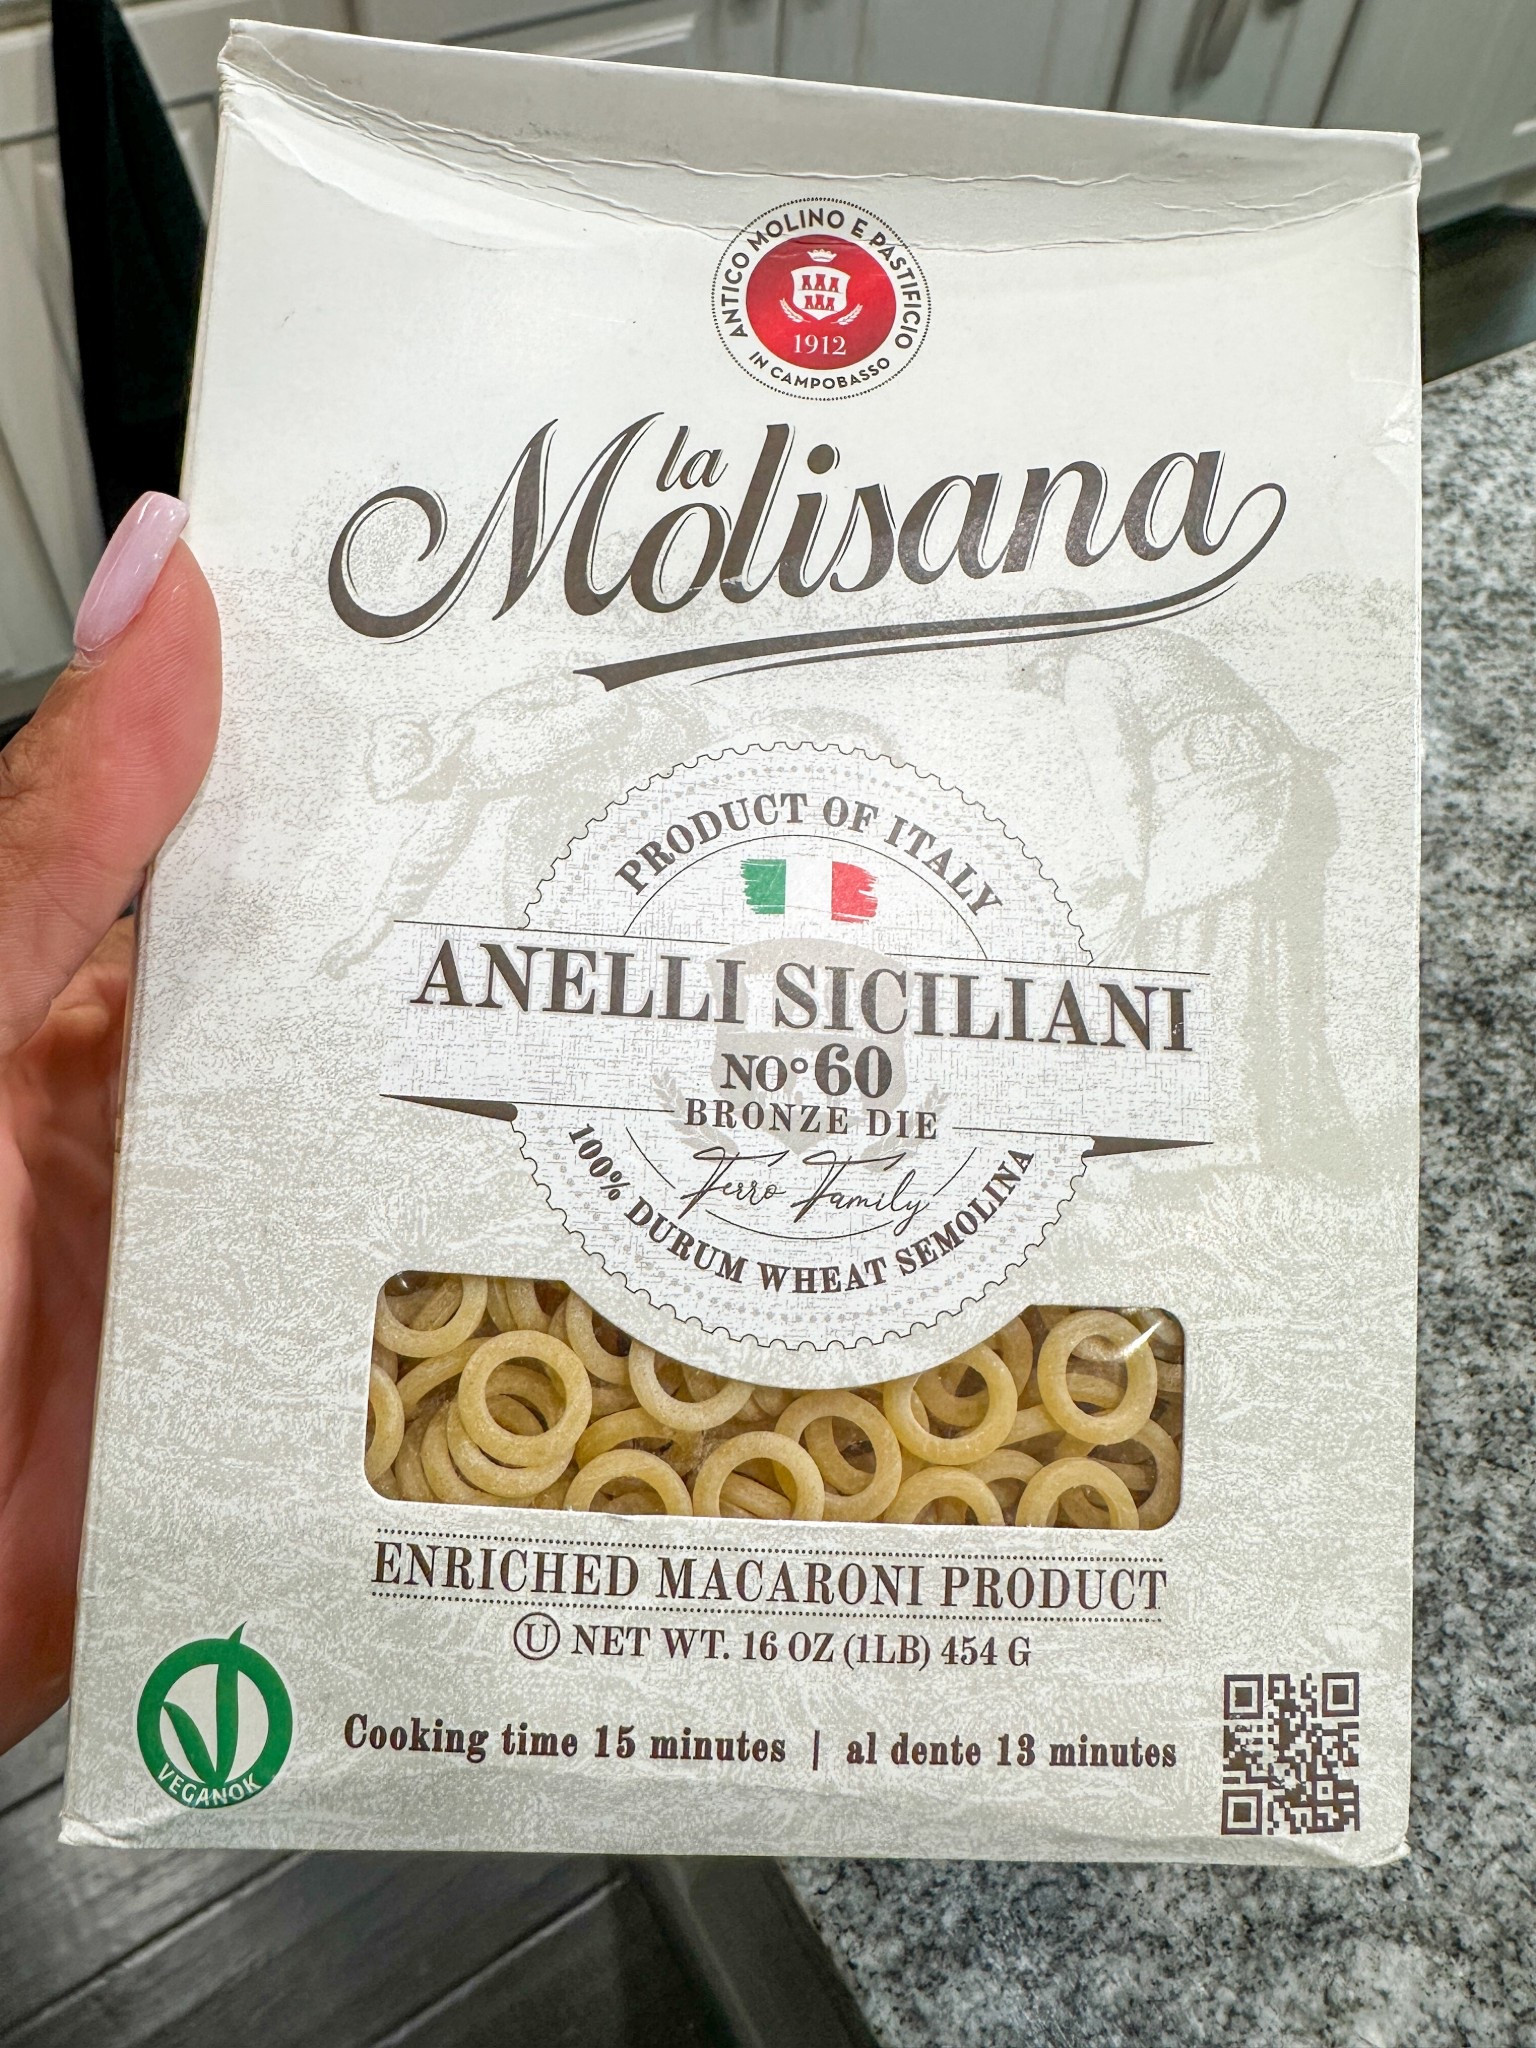 ANTICO MOLINO E PASTIFICIO
1912
IN CAMPOBASSO
la
Molisana
PRODUCT OF ITALY
ANELLI SICILIANI
NO° 60
BRONZE DIE
Ferro Family
100% DURUM WHEAT SEMOLINA
ENRICHED MACARONI PRODUCT
U NET WT. 16 OZ (1LB) 454 G
Cooking time 15 minutes | al dente 13 minutes
VEGANOK